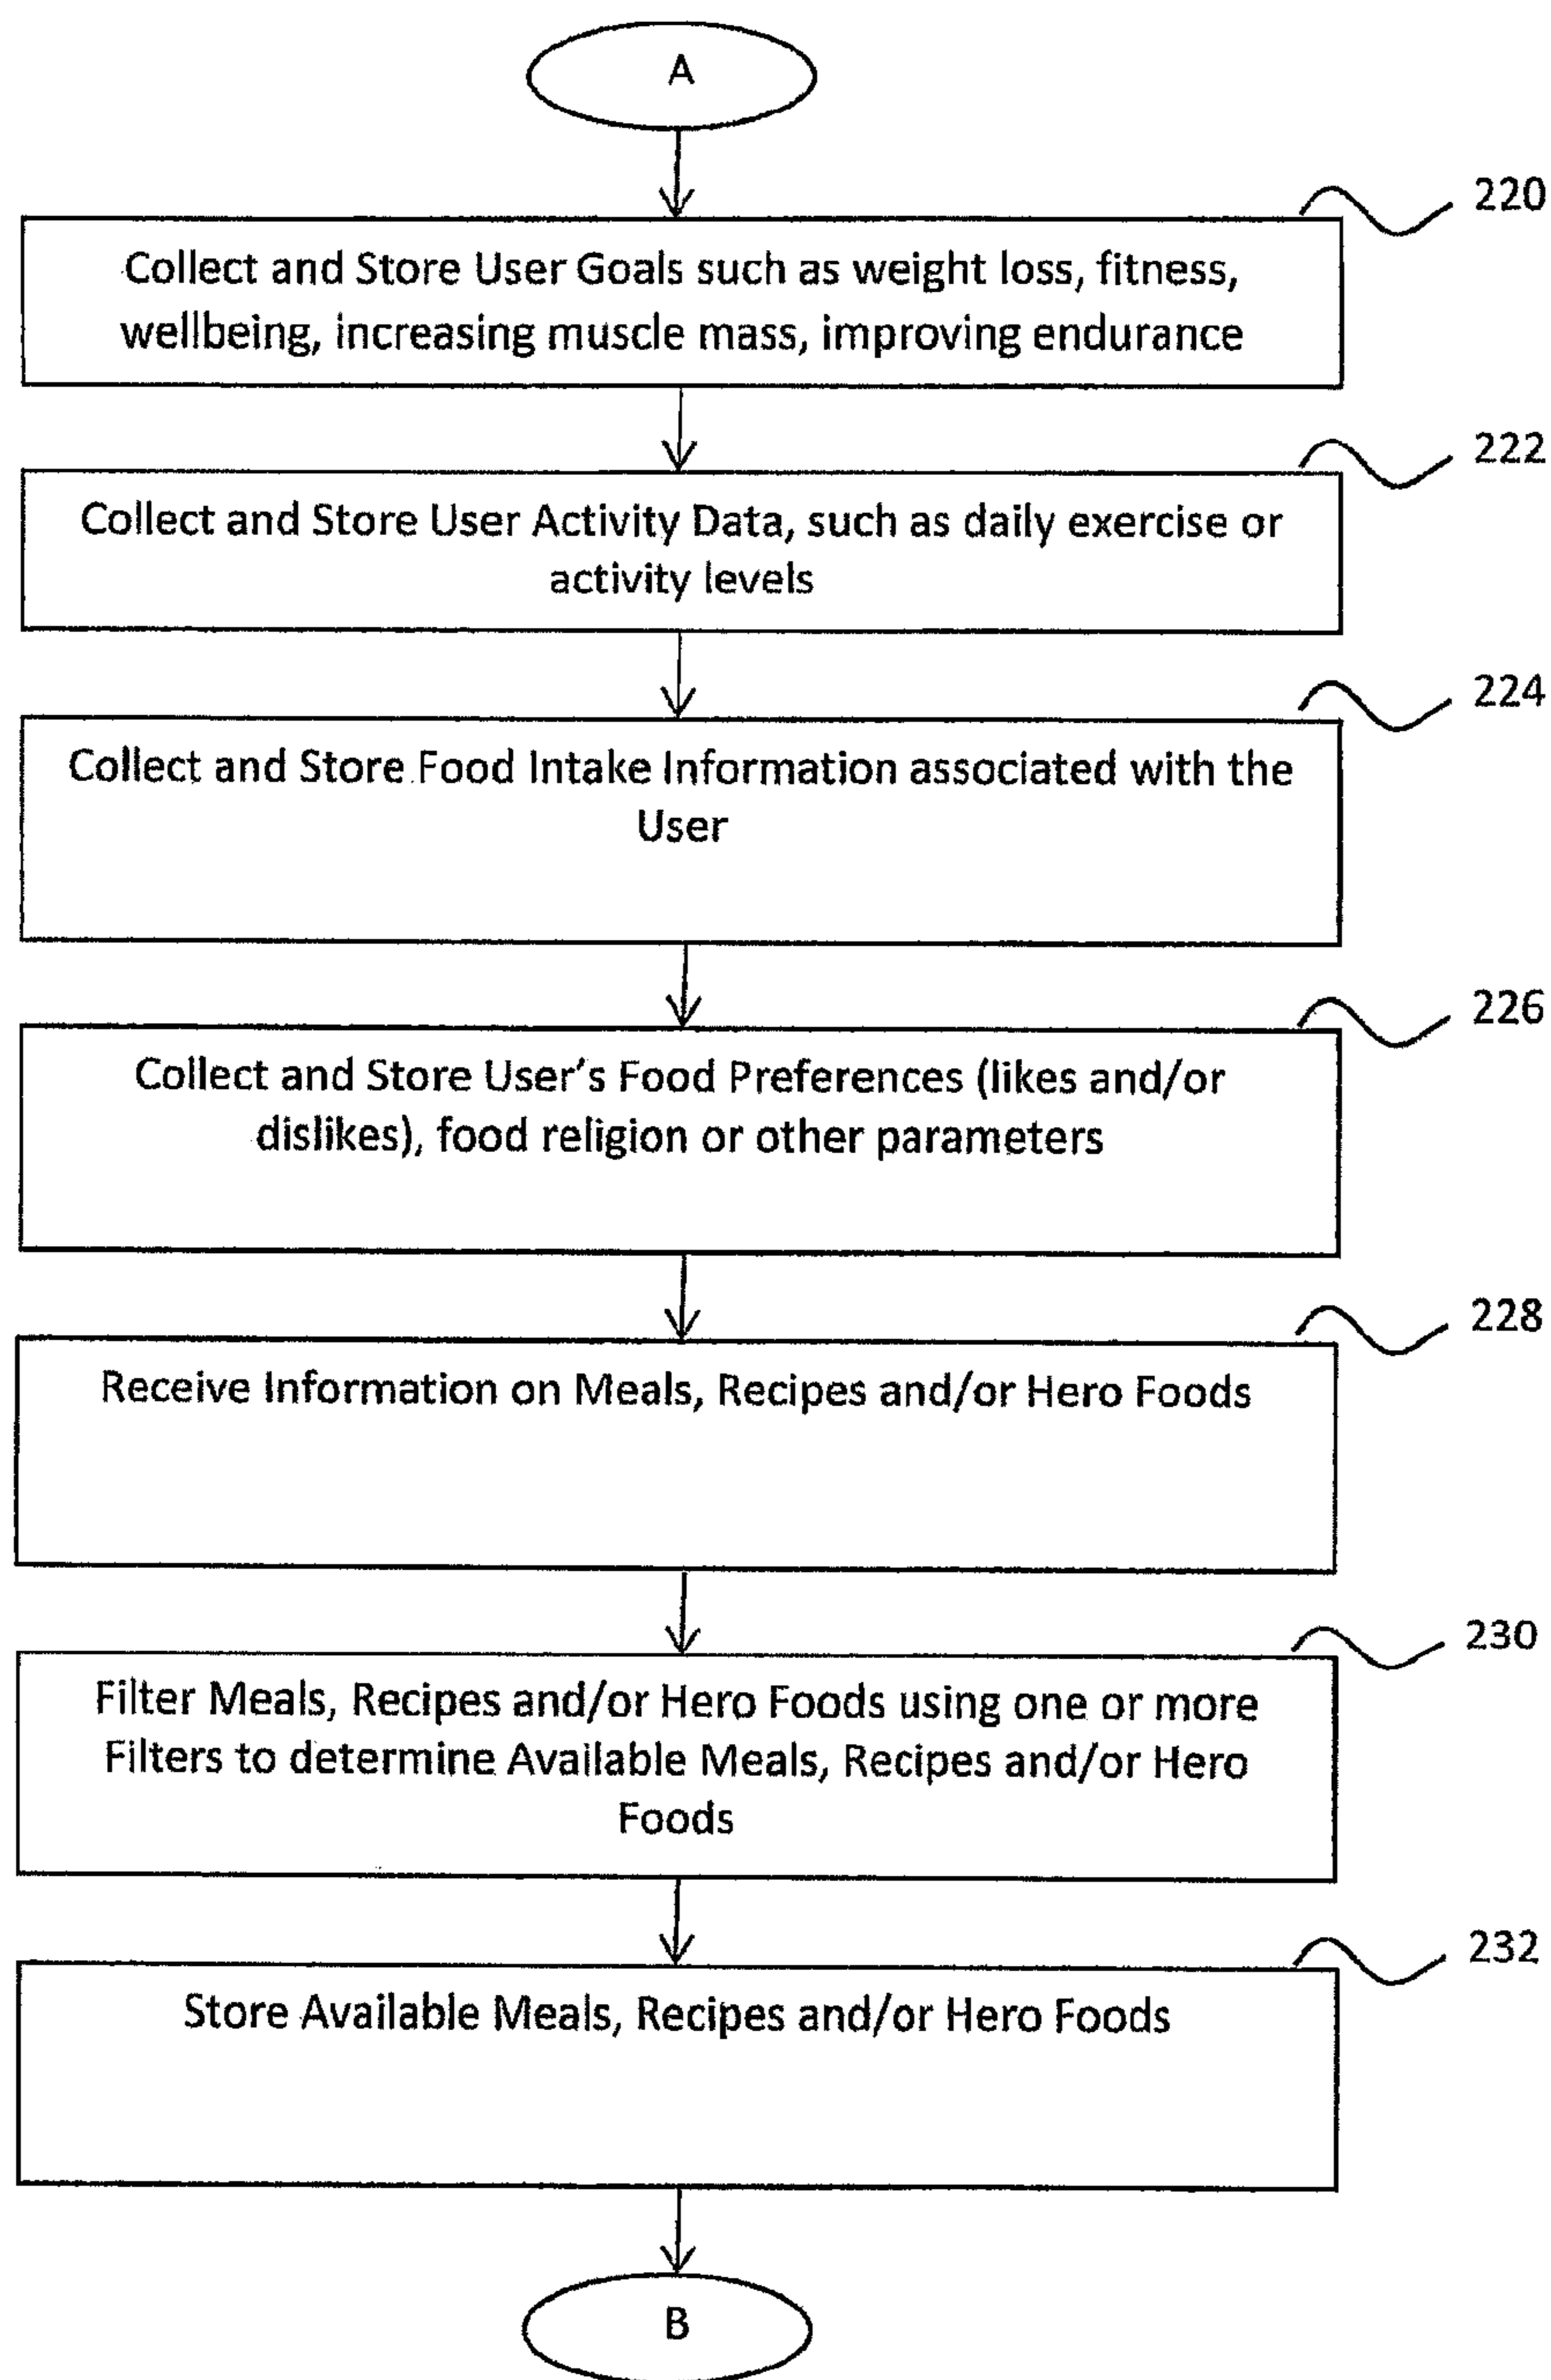 A
220
Collect and Store User Goals such as weight loss, fitness,
wellbeing, increasing muscle mass, improving endurance
222
Collect and Store User Activity Data, such as daily exercise or
activity levels
224
Collect and Store Food Intake Information associated with the
User
226
Collect and Store User's Food Preferences (likes and/or
dislikes), food religion or other parameters
228
Receive Information on Meals, Recipes and/or Hero Foods
230
Filter Meals, Recipes and/or Hero Foods using one or more
Filters to determine Available Meals, Recipes and/or Hero
Foods
232
Store Available Meals, Recipes and/or Hero Foods
B